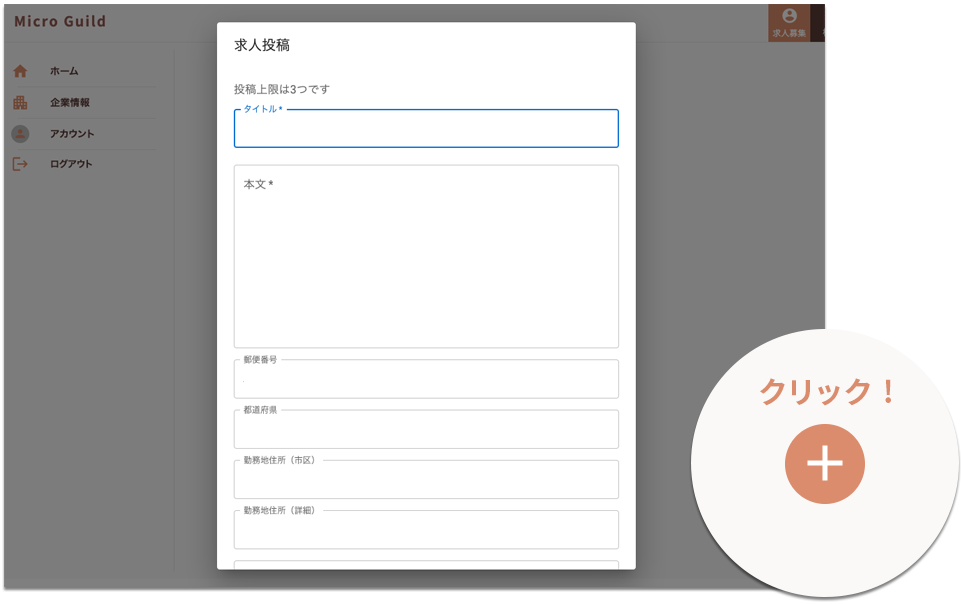 Micro Guild
求人募集
ホーム
企業情報
アカウント
ログアウト
求人投稿
投稿上限は3つです
タイトル *
本文 *
郵便番号
都道府県
勤務地住所（市区）
勤務地住所（詳細）
クリック！